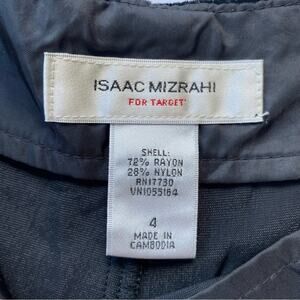 ISAAC MIZRAHI
FOR TARGET
SHELL:
72% RAYON
28% NYLON
RN17730
VN1055184
4
MADE IN
CAMBODIA